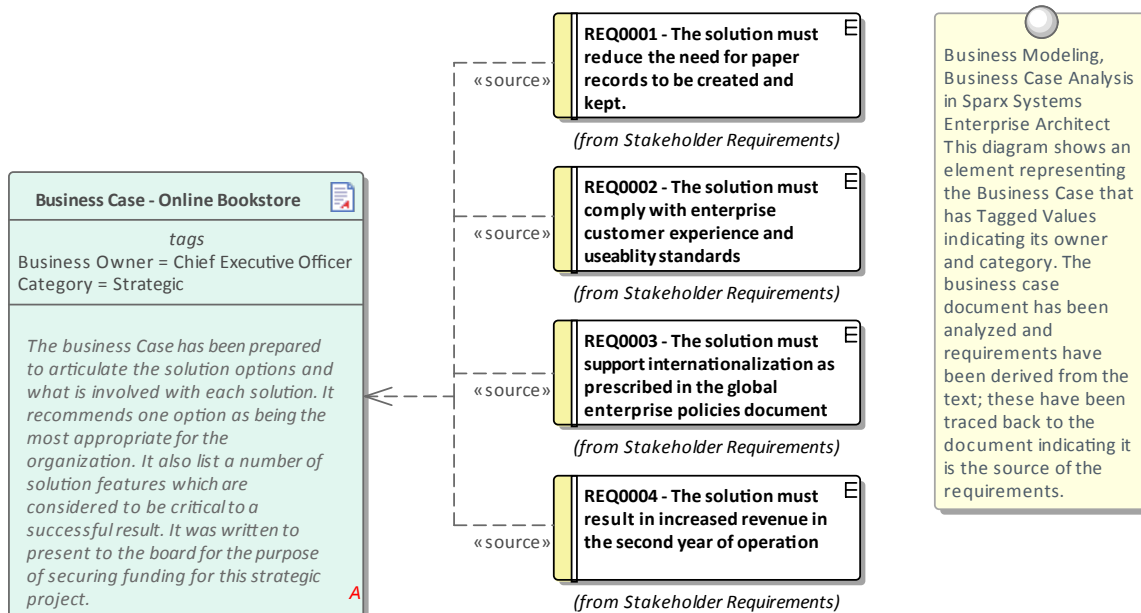 Business Case - Online Bookstore
tags
Business Owner = Chief Executive Officer
Category = Strategic
The business Case has been prepared
to articulate the solution options and
what is involved with each solution. It
recommends one option as being the
most appropriate for the
organization. It also list a number of
solution features which are
considered to be critical to a
successful result. It was written to
present to the board for the purpose
of securing funding for this strategic
project.
A
«source»
REQ0001 - The solution must
reduce the need for paper
records to be created and
kept.
E
(from Stakeholder Requirements)
«source»
REQ0002 - The solution must
comply with enterprise
customer experience and
useablity standards
E
(from Stakeholder Requirements)
«source»
REQ0003 - The solution must
support internationalization as
prescribed in the global
enterprise policies document
E
(from Stakeholder Requirements)
«source»
REQ0004 - The solution must
result in increased revenue in
the second year of operation
E
(from Stakeholder Requirements)
Business Modeling,
Business Case Analysis
in Sparx Systems
Enterprise Architect
This diagram shows an
element representing
the Business Case that
has Tagged Values
indicating its owner
and category. The
business case
document has been
analyzed and
requirements have
been derived from the
text; these have been
traced back to the
document indicating it
is the source of the
requirements.